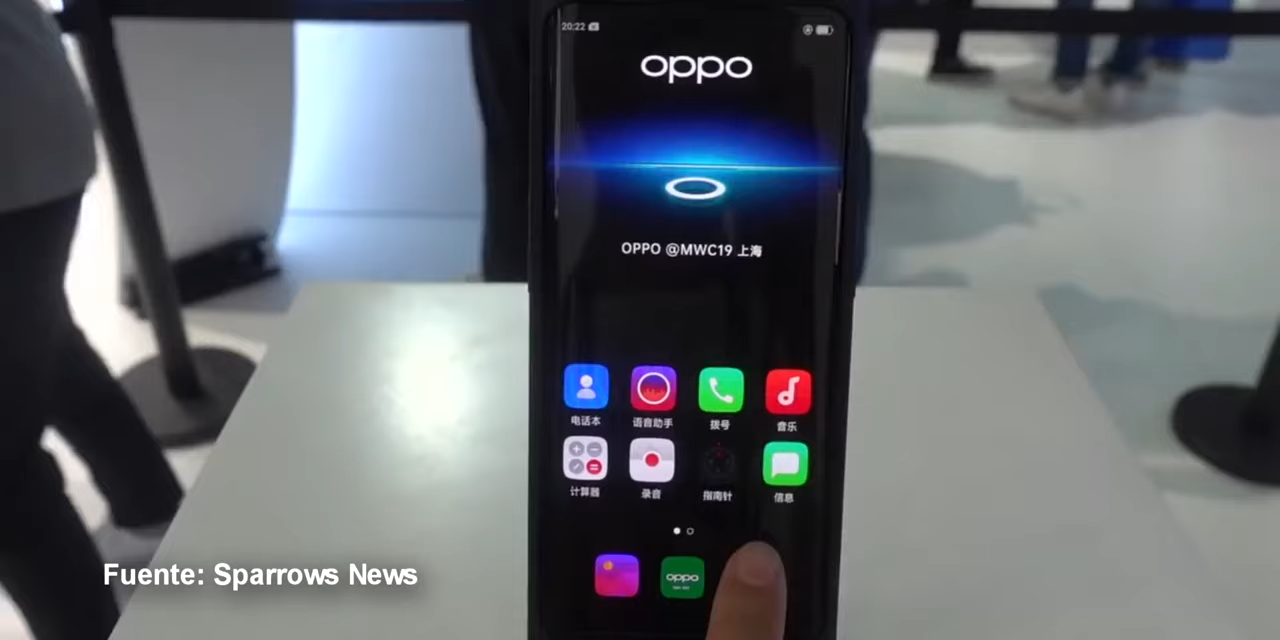 20:22
oppo
OPPO @MWC19 上海
电话本 语音助手 拨号 音乐
计算器 录音 指南针 信息
oppo
Fuente: Sparrows News